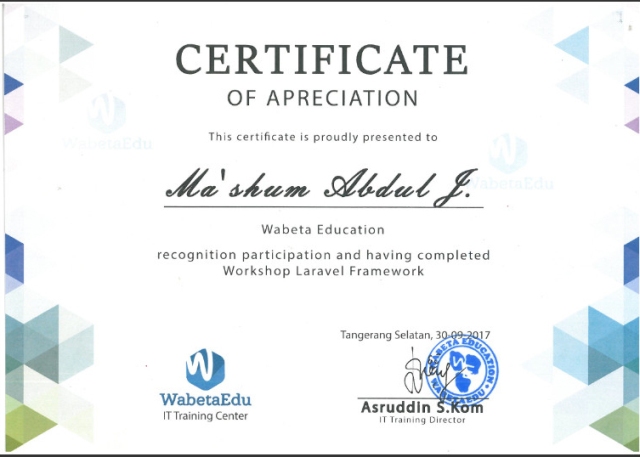 CERTIFICATE
OF APRECIATION
This certificate is proudly presented to
Ma'shum Abdul J.
WabetaEdu
WabetaEdu
Wabeta Education
recognition participation and having completed
Workshop Laravel Framework
Tangerang Selatan, 30-09-2017
WABETA EDUCATION
WABETAEDU
WabetaEdu
IT Training Center
Asruddin S.Kom
IT Training Director